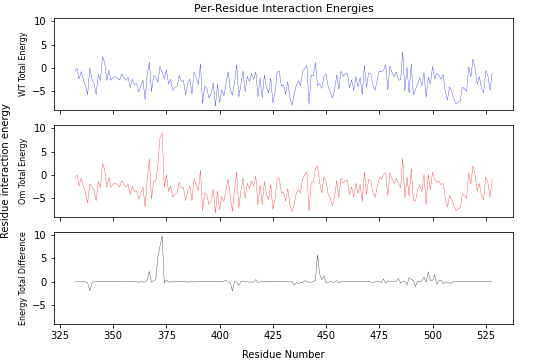 Per-Residue Interaction Energies
10
5
0
−5
WT Total Energy
10
5
0
−5
Omi Total Energy
Residue interaction energy
10
5
0
−5
Energy Total Difference
325 350 375 400 425 450 475 500 525
Residue Number